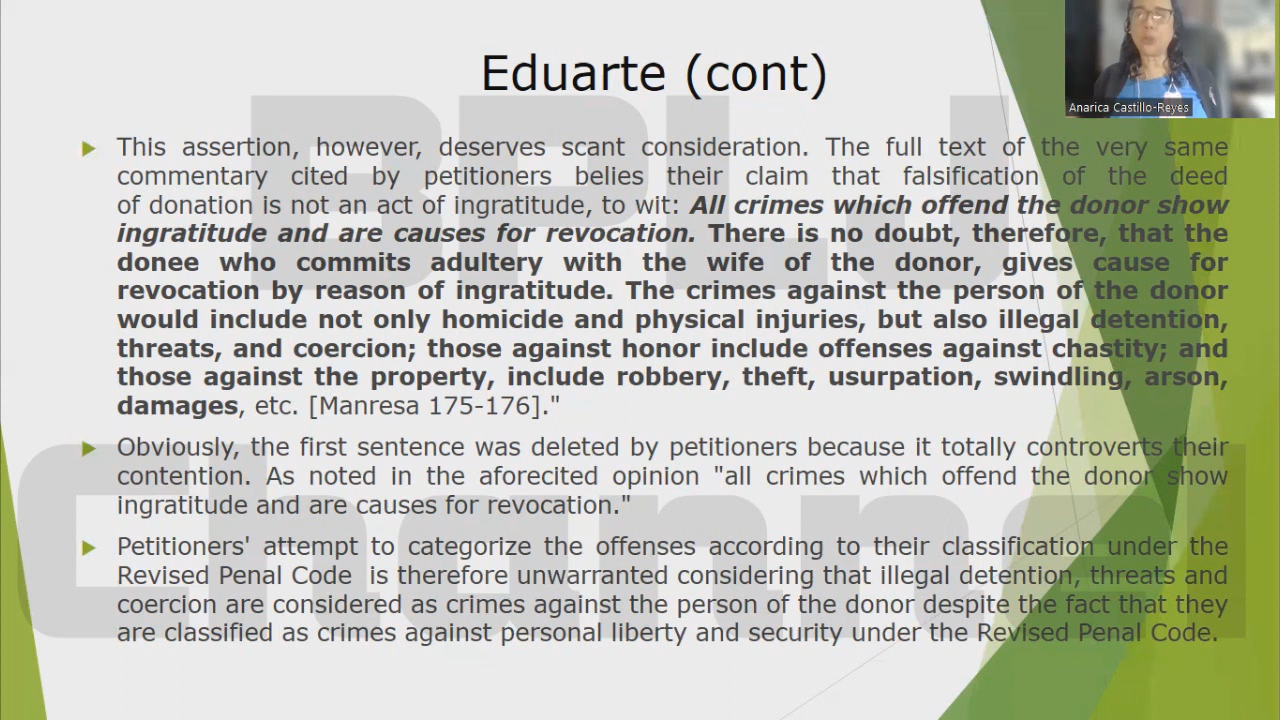 Eduarte (cont)
Anarica Castillo-Reyes
This assertion, however, deserves scant consideration. The full text of the very same
commentary cited by petitioners belies their claim that falsification of the deed
of donation is not an act of ingratitude, to wit: All crimes which offend the donor show
ingratitude and are causes for revocation. There is no doubt, therefore, that the
donee who commits adultery with the wife of the donor, gives cause for
revocation by reason of ingratitude. The crimes against the person of the donor
would include not only homicide and physical injuries, but also illegal detention,
threats, and coercion; those against honor include offenses against chastity; and
those against the property, include robbery, theft, usurpation, swindling, arson,
damages, etc. [Manresa 175-176]."
Obviously, the first sentence was deleted by petitioners because it totally controverts their
contention. As noted in the aforecited opinion "all crimes which offend the donor show
ingratitude and are causes for revocation."
Petitioners' attempt to categorize the offenses according to their classification under the
Revised Penal Code is therefore unwarranted considering that illegal detention, threats and
coercion are considered as crimes against the person of the donor despite the fact that they
are classified as crimes against personal liberty and security under the Revised Penal Code.
BPLU
Channel